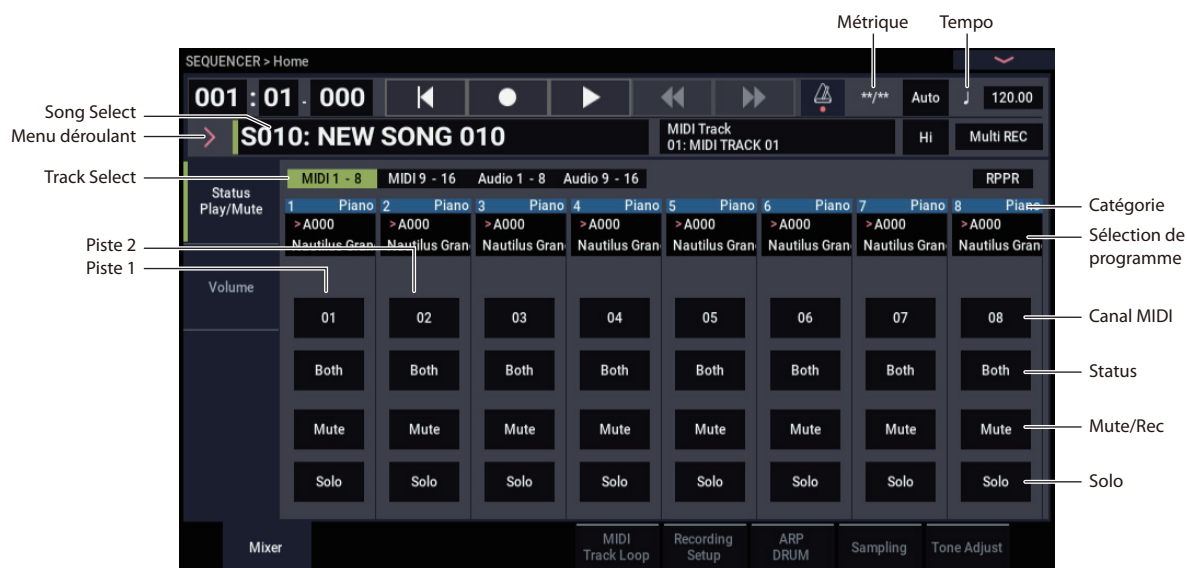 Métrique Tempo
SEQUENCER > Home
001 : 01 . 000 **/** Auto ♩ 120.00
Song Select
Menu déroulant
S010: NEW SONG 010
MIDI Track
01: MIDI TRACK 01
Hi Multi REC
Track Select
Status
Play/Mute
MIDI 1 - 8 MIDI 9 - 16 Audio 1 - 8 Audio 9 - 16 RPPR
1 Piano 2 Piano 3 Piano 4 Piano 5 Piano 6 Piano 7 Piano 8 Piano
Catégorie
>A000 >A000 >A000 >A000 >A000 >A000 >A000 >A000
Nautilus Gran Nautilus Gran Nautilus Gran Nautilus Gran Nautilus Gran Nautilus Gran Nautilus Gran Nautilus Gran
Sélection de
programme
Piste 2
Piste 1
Volume
01 02 03 04 05 06 07 08
Canal MIDI
Both Both Both Both Both Both Both Both
Status
Mute Mute Mute Mute Mute Mute Mute Mute
Mute/Rec
Solo Solo Solo Solo Solo Solo Solo Solo
Solo
Mixer
MIDI
Track Loop
Recording
Setup
ARP
DRUM
Sampling
Tone Adjust